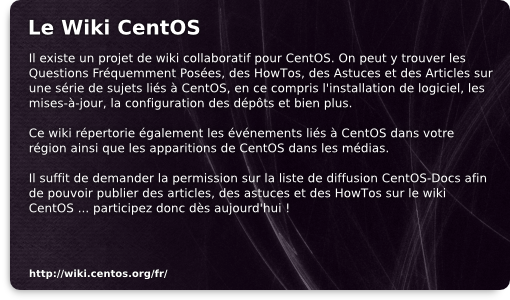 Le Wiki CentOS
Il existe un projet de wiki collaboratif pour CentOS. On peut y trouver les
Questions Fréquemment Posées, des HowTos, des Astuces et des Articles sur
une série de sujets liés à CentOS, en ce compris l'installation de logiciel, les
mises-à-jour, la configuration des dépôts et bien plus.
Ce wiki répertorie également les événements liés à CentOS dans votre
région ainsi que les apparitions de CentOS dans les médias.
Il suffit de demander la permission sur la liste de diffusion CentOS-Docs afin
de pouvoir publier des articles, des astuces et des HowTos sur le wiki
CentOS ... participez donc dès aujourd'hui !
http://wiki.centos.org/fr/